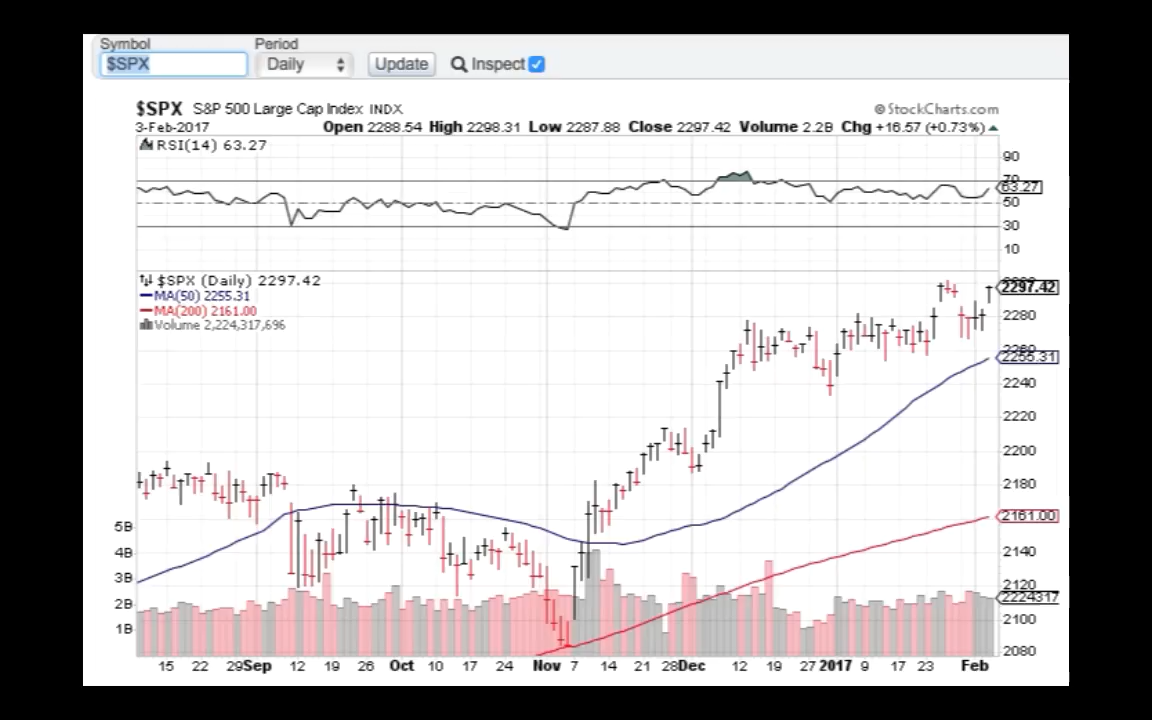 Symbol Period
$SPX Daily Update Inspect
$SPX S&P 500 Large Cap Index INDX
©StockCharts.com
3-Feb-2017 Open 2288.54 High 2298.31 Low 2287.88 Close 2297.42 Volume 2.2B Chg +16.57 (+0.73%)
RSI(14) 63.27
90
70
63.27
50
30
10
$SPX (Daily) 2297.42
MA(50) 2255.31
MA(200) 2161.00
Volume 2,224,317,696
2297.42
2280
2260
2255.31
2240
2220
2200
2180
2161.00
2140
2120
2224317
2100
2080
5B
4B
3B
2B
1B
15 22 29 Sep 12 19 26 Oct 10 17 24 Nov 7 14 21 28 Dec 12 19 27 2017 9 17 23 Feb